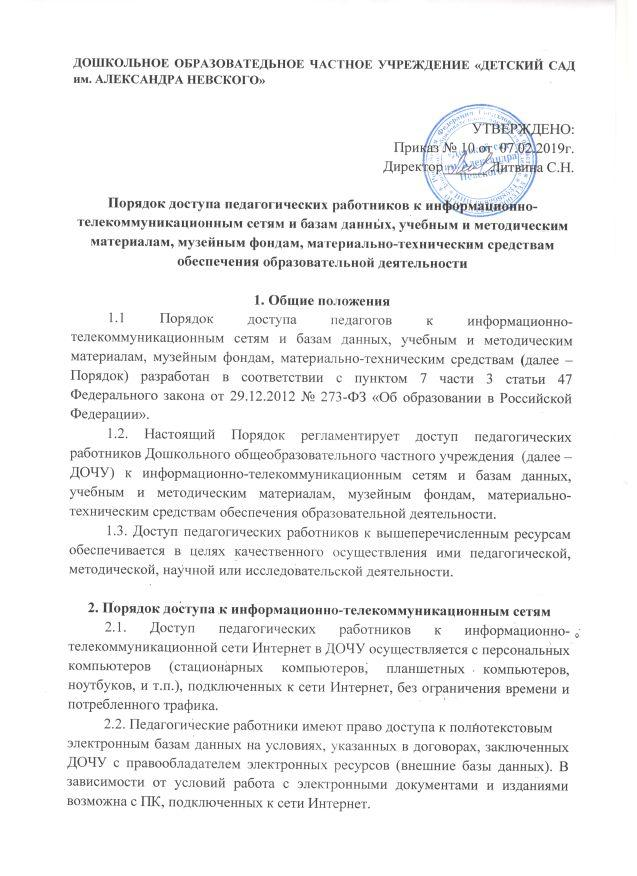 ДОШКОЛЬНОЕ ОБРАЗОВАТЕДЬНОЕ ЧАСТНОЕ УЧРЕЖДЕНИЕ «ДЕТСКИЙ САД
им. АЛЕКСАНДРА НЕВСКОГО»
УТВЕРЖДЕНО:
Приказ № 10 от 07.02.2019г.
Директор Литвина С.Н.
"Детский сад
им. Александра
Невского"
Порядок доступа педагогических работников к информационно-
телекоммуникационным сетям и базам данных, учебным и методическим
материалам, музейным фондам, материально-техническим средствам
обеспечения образовательной деятельности
1. Общие положения
1.1 Порядок доступа педагогов к информационно-
телекоммуникационным сетям и базам данных, учебным и методическим
материалам, музейным фондам, материально-техническим средствам (далее –
Порядок) разработан в соответствии с пунктом 7 части 3 статьи 47
Федерального закона от 29.12.2012 № 273-ФЗ «Об образовании в Российской
Федерации».
1.2. Настоящий Порядок регламентирует доступ педагогических
работников Дошкольного общеобразовательного частного учреждения (далее –
ДОЧУ) к информационно-телекоммуникационным сетям и базам данных,
учебным и методическим материалам, музейным фондам, материально-
техническим средствам обеспечения образовательной деятельности.
1.3. Доступ педагогических работников к вышеперечисленным ресурсам
обеспечивается в целях качественного осуществления ими педагогической,
методической, научной или исследовательской деятельности.
2. Порядок доступа к информационно-телекоммуникационным сетям
2.1. Доступ педагогических работников к информационно-
телекоммуникационной сети Интернет в ДОЧУ осуществляется с персональных
компьютеров (стационарных компьютеров, планшетных компьютеров,
ноутбуков, и т.п.), подключенных к сети Интернет, без ограничения времени и
потребленного трафика.
2.2. Педагогические работники имеют право доступа к полнотекстовым
электронным базам данных на условиях, указанных в договорах, заключенных
ДОЧУ с правообладателем электронных ресурсов (внешние базы данных). В
зависимости от условий работа с электронными документами и изданиями
возможна с ПК, подключенных к сети Интернет.